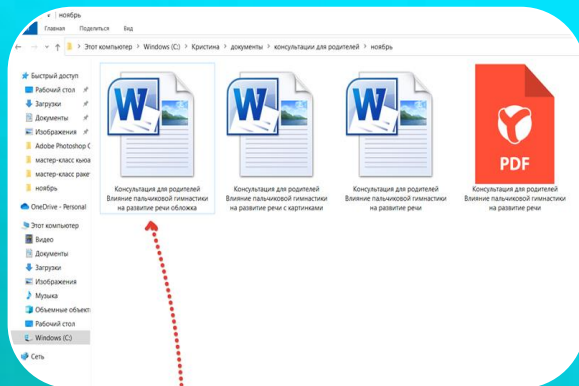 ноябрь
Главная Поделиться Вид
Этот компьютер > Windows (C:) > Кристина > документы > консультации для родителей > ноябрь
Быстрый доступ
Рабочий стол
Загрузки
Документы
Изображения
Adobe Photoshop C
мастер-класс кьюа
мастер-класс ракет
ноябрь
OneDrive - Personal
Этот компьютер
Видео
Документы
Загрузки
Изображения
Музыка
Объемные объект
Рабочий стол
Windows (C:)
Сеть
W
Консультация для родителей
Влияние пальчиковой гимнастики
на развитие речи обложка
W
Консультация для родителей
Влияние пальчиковой гимнастики
на развитие речи с картинками
W
Консультация для родителей
Влияние пальчиковой гимнастики
на развитие речи
PDF
Консультация для родителей
Влияние пальчиковой гимнастики
на развитие речи